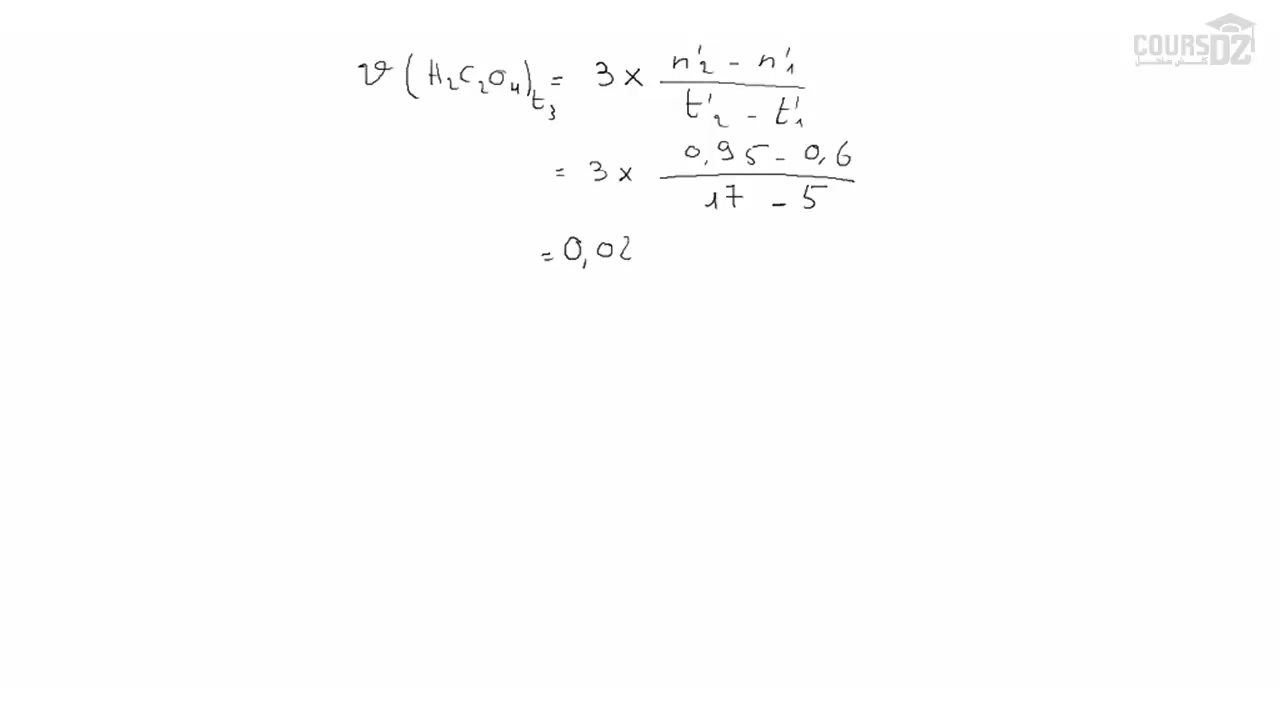 COURSDZ
v(H₂C₂O₄)t₃ = 3 × (n'₂ - n'₁) / (t'₂ - t'₁)
= 3 × (0,95 - 0,6) / (17 - 5)
= 0,02